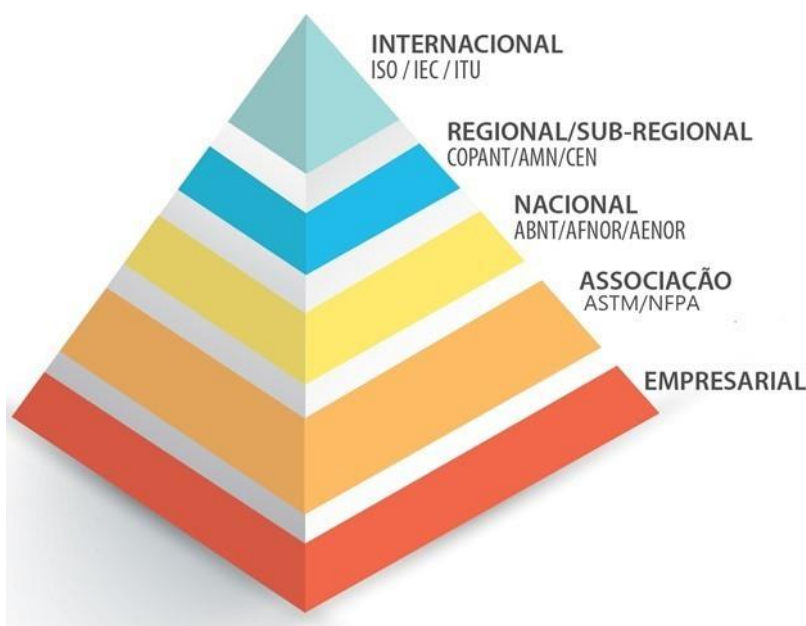 INTERNACIONAL
ISO / IEC / ITU
REGIONAL/SUB-REGIONAL
COPANT/AMN/CEN
NACIONAL
ABNT/AFNOR/AENOR
ASSOCIAÇÃO
ASTM/NFPA
EMPRESARIAL